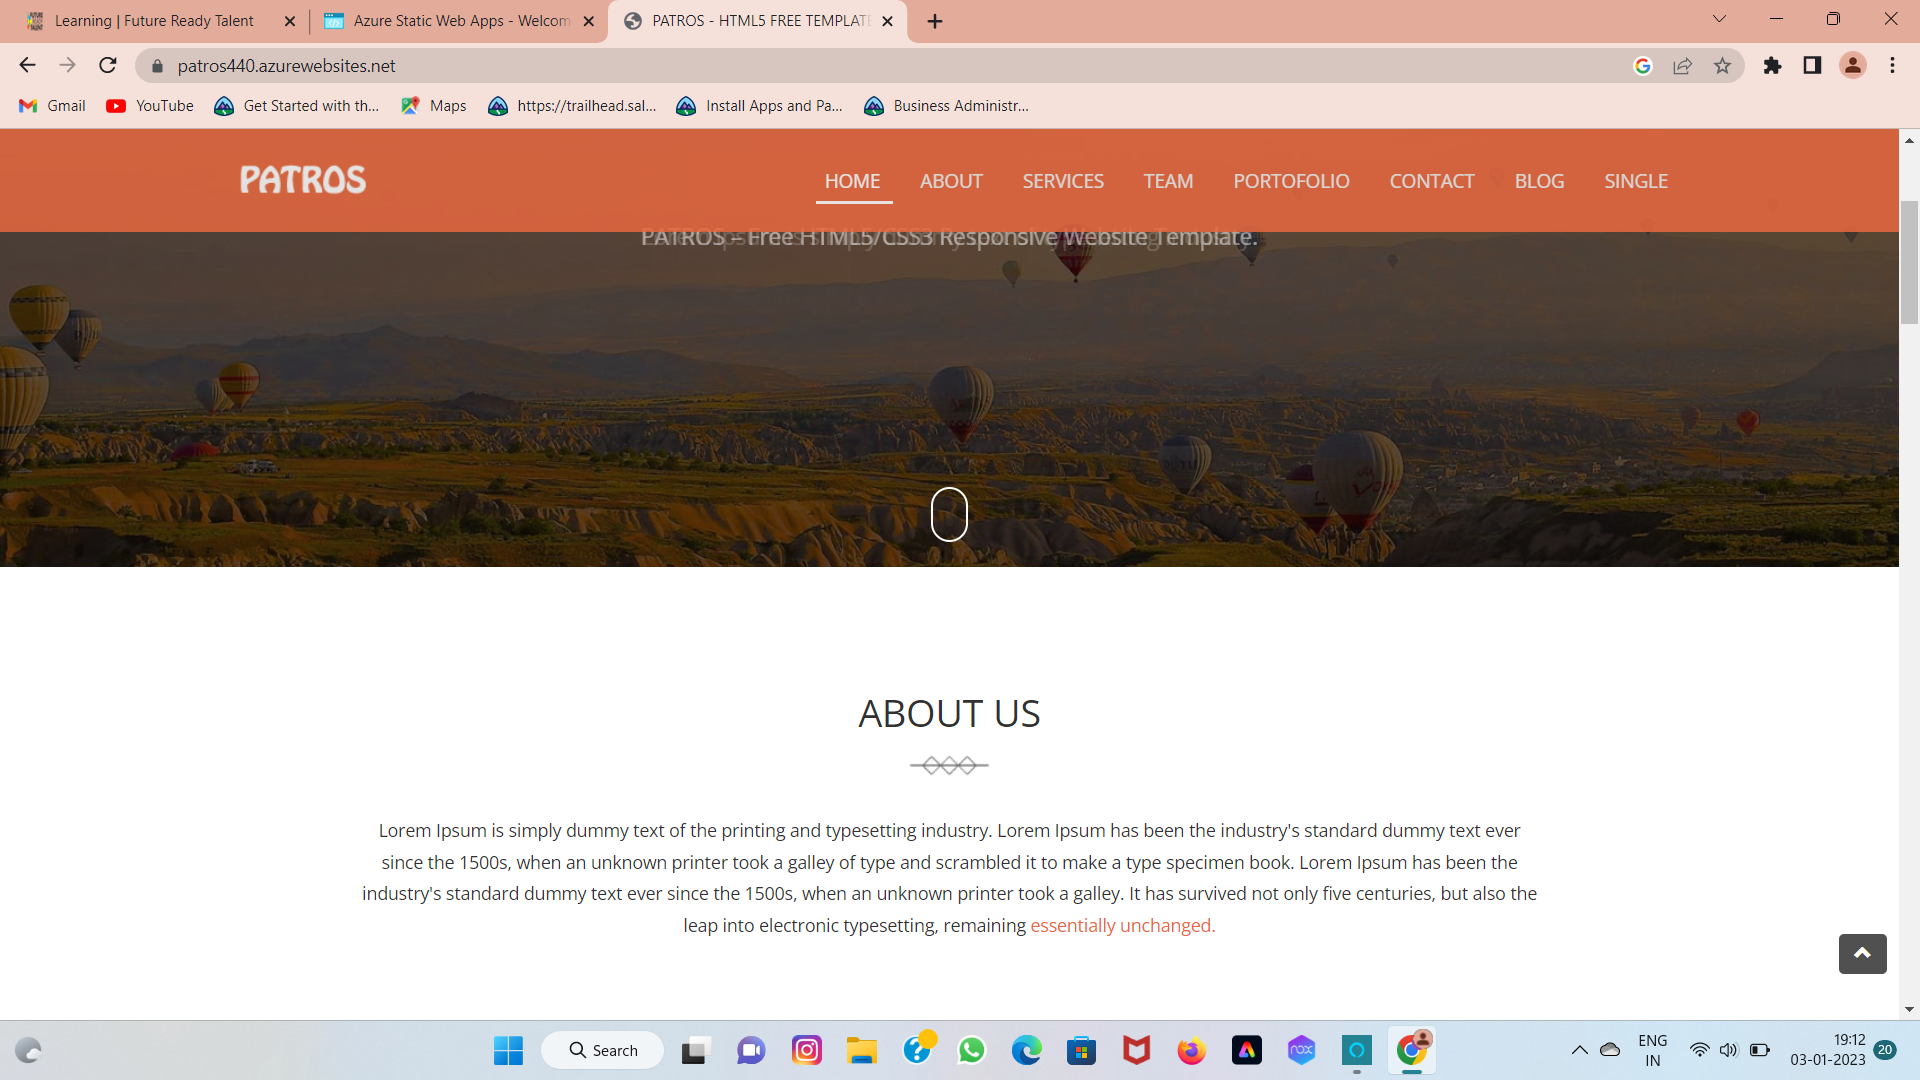 Learning | Future Ready Talent
Azure Static Web Apps - Welcom
PATROS - HTML5 FREE TEMPLATE
patros440.azurewebsites.net
Gmail
YouTube
Get Started with th...
Maps
https://trailhead.sal...
Install Apps and Pa...
Business Administr...
PATROS
HOME
ABOUT
SERVICES
TEAM
PORTOFOLIO
CONTACT
BLOG
SINGLE
PATROS – Free HTML5/CSS3 Responsive Website Template.
ABOUT US
Lorem Ipsum is simply dummy text of the printing and typesetting industry. Lorem Ipsum has been the industry's standard dummy text ever
since the 1500s, when an unknown printer took a galley of type and scrambled it to make a type specimen book. Lorem Ipsum has been the
industry's standard dummy text ever since the 1500s, when an unknown printer took a galley. It has survived not only five centuries, but also the
leap into electronic typesetting, remaining essentially unchanged.
Search
nox
ENG
IN
19:12
03-01-2023
20